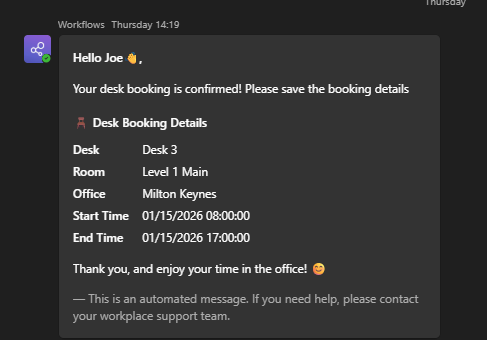 Thursday
Workflows Thursday 14:19
Hello Joe 👋,
Your desk booking is confirmed! Please save the booking details
🪑 Desk Booking Details
Desk Desk 3
Room Level 1 Main
Office Milton Keynes
Start Time 01/15/2026 08:00:00
End Time 01/15/2026 17:00:00
Thank you, and enjoy your time in the office! 😊
— This is an automated message. If you need help, please contact
your workplace support team.